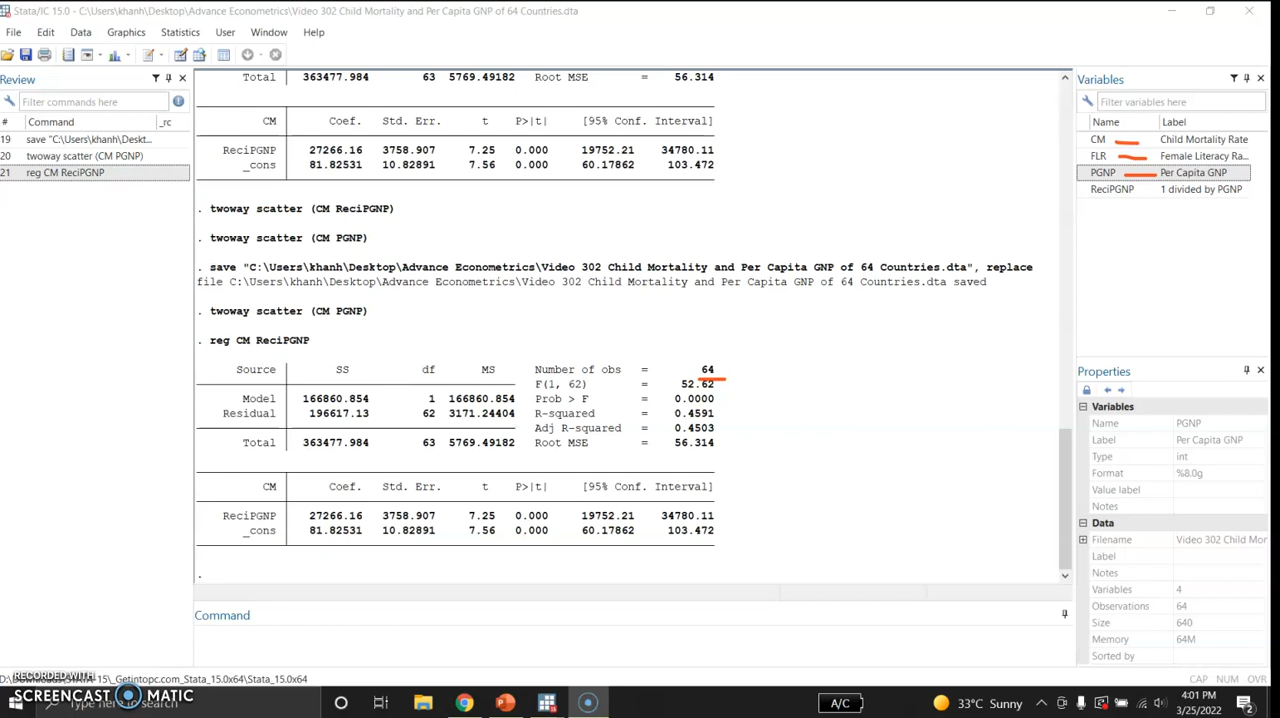 Stata/IC 15.0 - C:\Users\khanh\Desktop\Advance Econometrics\Video 302 Child Mortality and Per Capita GNP of 64 Countries.dta
File Edit Data Graphics Statistics User Window Help
Review
Filter commands here
# Command _rc
19 save "C:\Users\khanh\Deskt...
20 twoway scatter (CM PGNP)
21 reg CM ReciPGNP
Total 363477.984 63 5769.49182 Root MSE = 56.314
CM Coef. Std. Err. t P>|t| [95% Conf. Interval]
ReciPGNP 27266.16 3758.907 7.25 0.000 19752.21 34780.11
_cons 81.82531 10.82891 7.56 0.000 60.17862 103.472
. twoway scatter (CM ReciPGNP)
. twoway scatter (CM PGNP)
. save "C:\Users\khanh\Desktop\Advance Econometrics\Video 302 Child Mortality and Per Capita GNP of 64 Countries.dta", replace
file C:\Users\khanh\Desktop\Advance Econometrics\Video 302 Child Mortality and Per Capita GNP of 64 Countries.dta saved
. twoway scatter (CM PGNP)
. reg CM ReciPGNP
Source SS df MS Number of obs = 64
F(1, 62) = 52.62
Model 166860.854 1 166860.854 Prob > F = 0.0000
Residual 196617.13 62 3171.24404 R-squared = 0.4591
Adj R-squared = 0.4503
Total 363477.984 63 5769.49182 Root MSE = 56.314
CM Coef. Std. Err. t P>|t| [95% Conf. Interval]
ReciPGNP 27266.16 3758.907 7.25 0.000 19752.21 34780.11
_cons 81.82531 10.82891 7.56 0.000 60.17862 103.472
.
Command
Variables
Filter variables here
Name Label
CM Child Mortality Rate
FLR Female Literacy Ra...
PGNP Per Capita GNP
ReciPGNP 1 divided by PGNP
Properties
Variables
Name PGNP
Label Per Capita GNP
Type int
Format %8.0g
Value label
Notes
Data
Filename Video 302 Child Mor
Label
Notes
Variables 4
Observations 64
Size 640
Memory 64M
Sorted by
CAP NUM OVR
RECORDED WITH
SCREENCAST MATIC
Type here to search
A/C
33°C Sunny
4:01 PM
3/25/2022
2